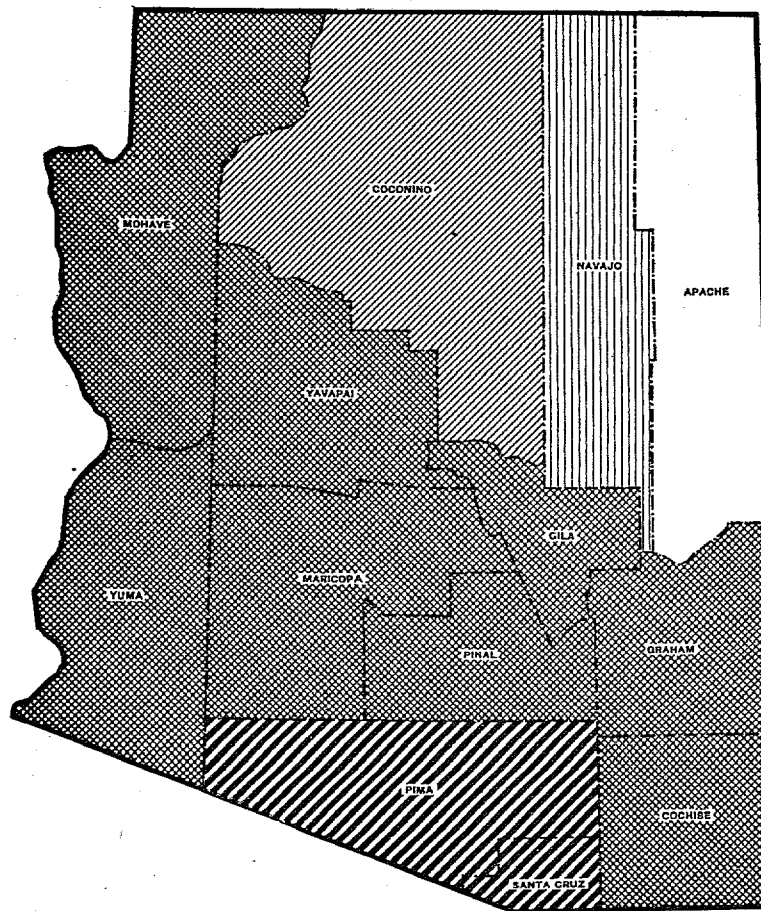 COCONINO
MOHAVE
NAVAJO
APACHE
YAVAPAI
GILA
MARICOPA
YUMA
PINAL
GRAHAM
PIMA
COCHISE
SANTA CRUZ